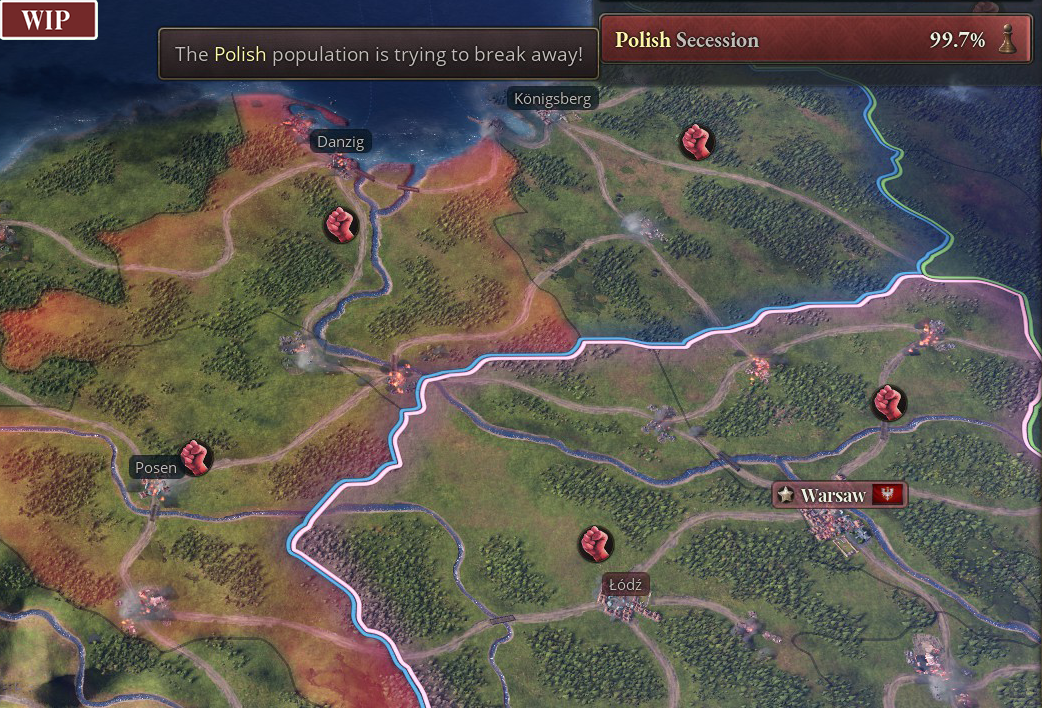 WIP
The Polish population is trying to break away!
Polish Secession 99.7%
Königsberg
Danzig
Posen
Warsaw
Łódź